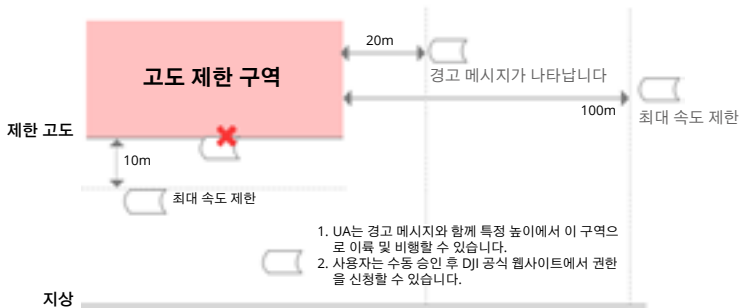 20m
고도 제한 구역
경고 메시지가 나타납니다
100m
최대 속도 제한
제한 고도
10m
최대 속도 제한
1. UA는 경고 메시지와 함께 특정 높이에서 이 구역으
로 이륙 및 비행할 수 있습니다.
2. 사용자는 수동 승인 후 DJI 공식 웹사이트에서 권한
을 신청할 수 있습니다.
지상